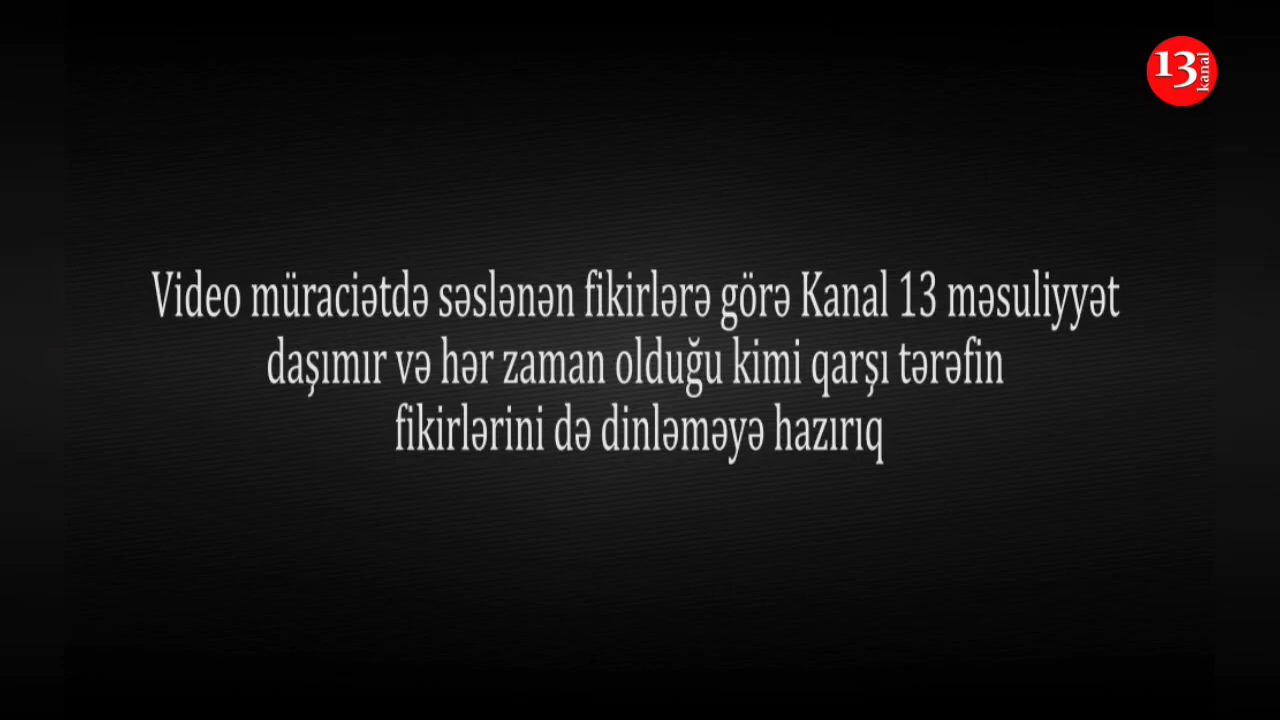 13 kanal
Video müraciətdə səslənən fikirlərə görə Kanal 13 məsuliyyət
daşımır və hər zaman olduğu kimi qarşı tərəfin
fikirlərini də dinləməyə hazırıq